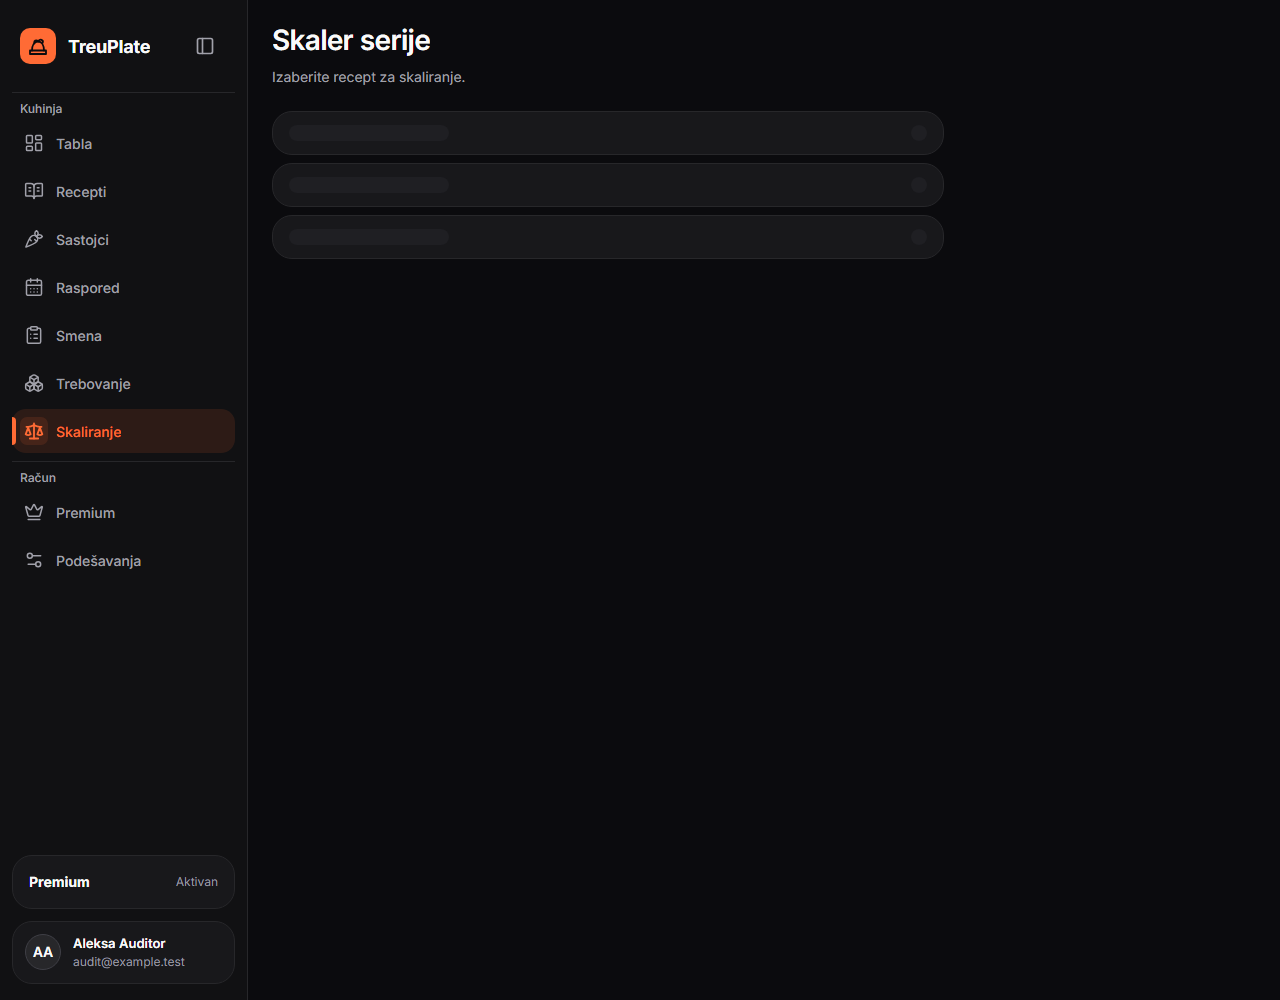 TreuPlate
Kuhinja
Tabla
Recepti
Sastojci
Raspored
Smena
Trebovanje
Skaliranje
Račun
Premium
Podešavanja
Premium Aktivan
AA
Aleksa Auditor
audit@example.test
Skaler serije
Izaberite recept za skaliranje.